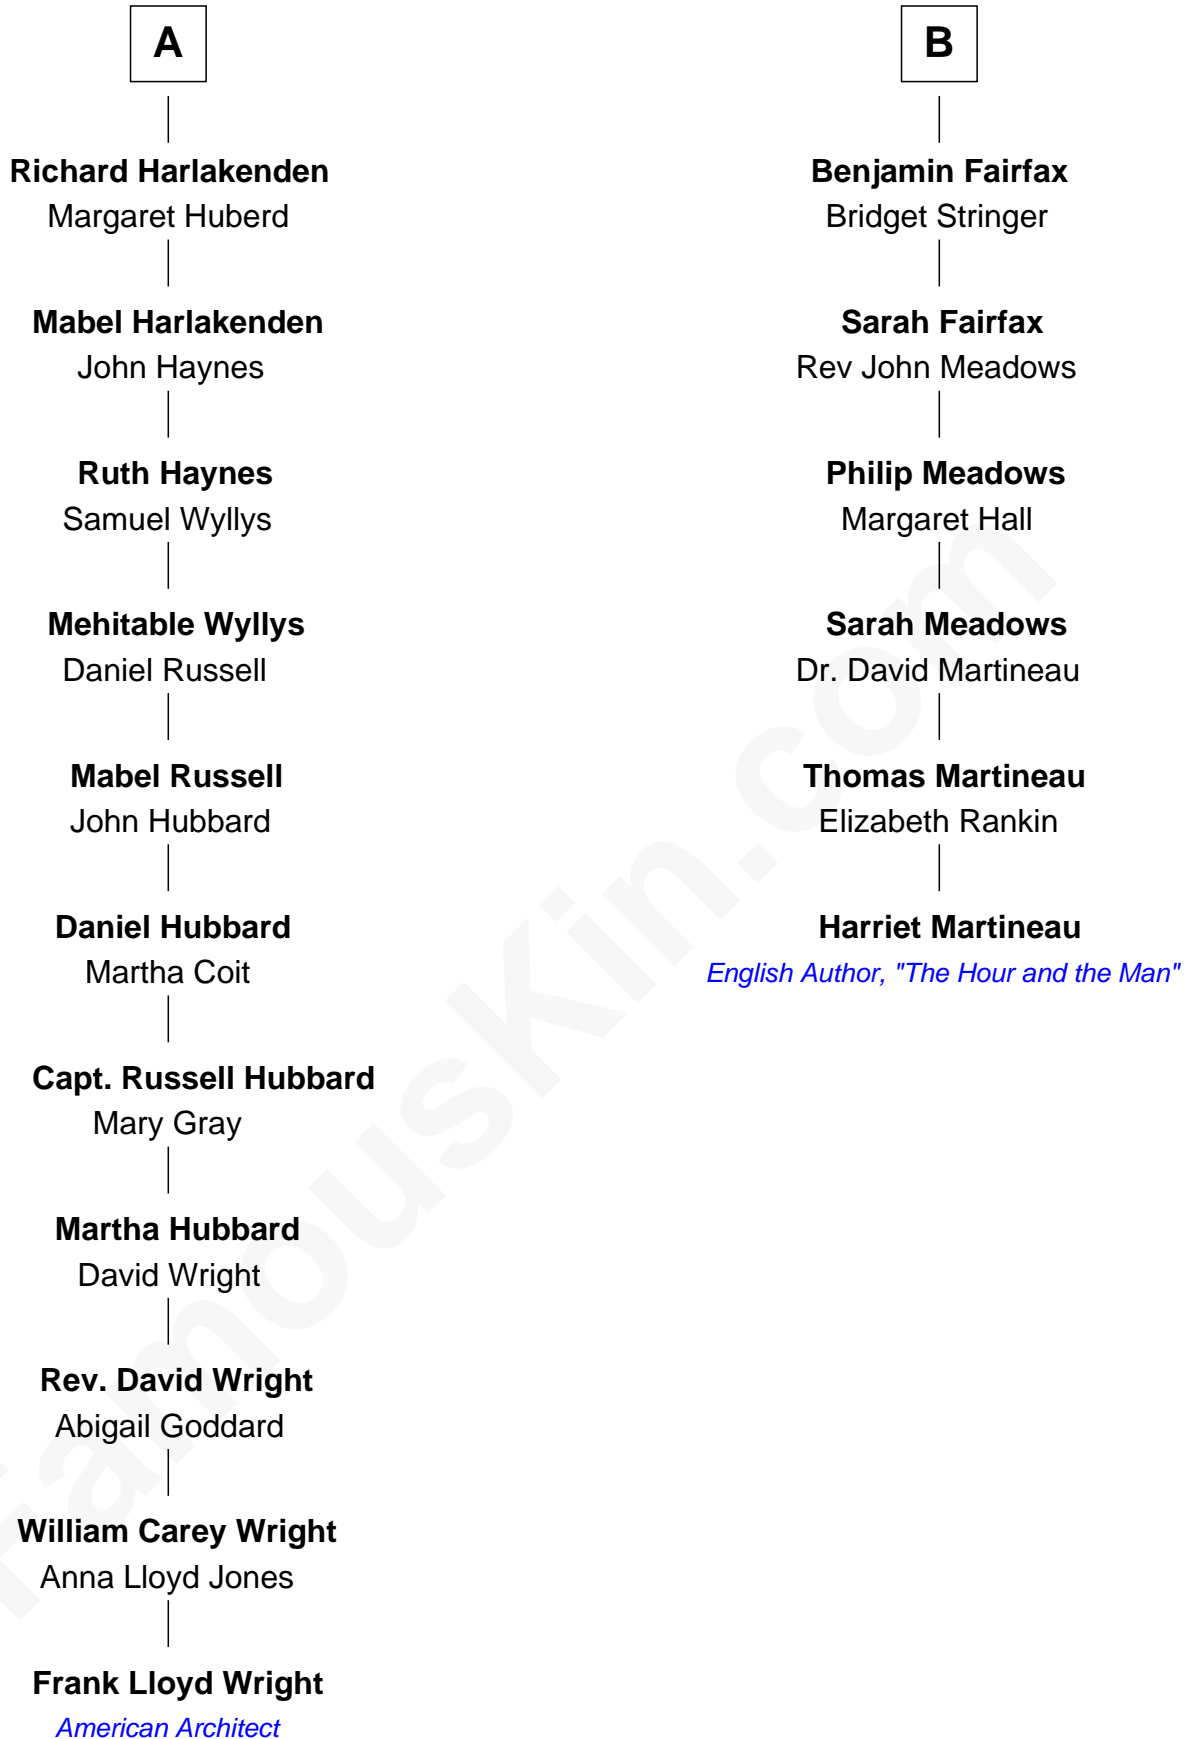 A
Richard Harlakenden
Margaret Huberd
Mabel Harlakenden
John Haynes
Ruth Haynes
Samuel Wyllys
Mehitable Wyllys
Daniel Russell
Mabel Russell
John Hubbard
Daniel Hubbard
Martha Coit
Capt. Russell Hubbard
Mary Gray
Martha Hubbard
David Wright
Rev. David Wright
Abigail Goddard
William Carey Wright
Anna Lloyd Jones
Frank Lloyd Wright
American Architect
B
Benjamin Fairfax
Bridget Stringer
Sarah Fairfax
Rev John Meadows
Philip Meadows
Margaret Hall
Sarah Meadows
Dr. David Martineau
Thomas Martineau
Elizabeth Rankin
Harriet Martineau
English Author, "The Hour and the Man"
FamousKin.com